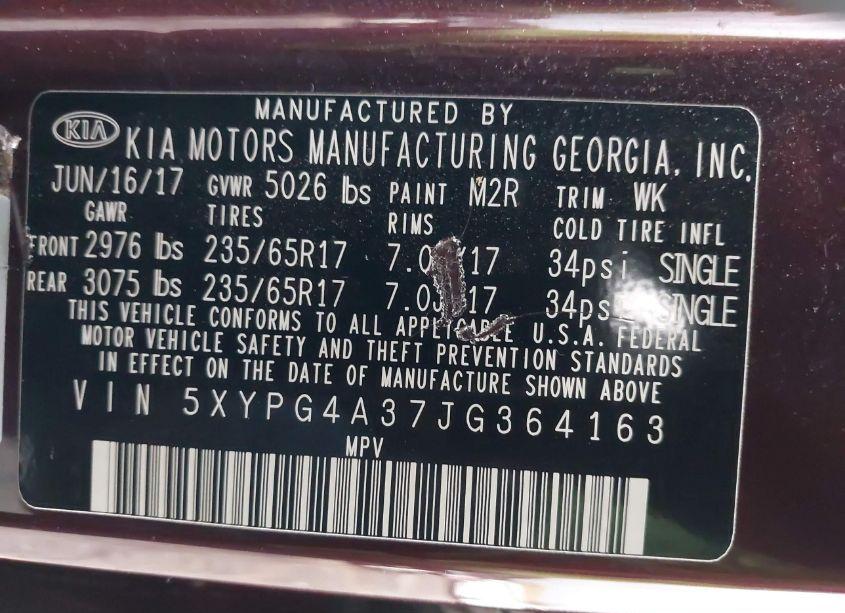 MANUFACTURED BY
KIA KIA MOTORS MANUFACTURING GEORGIA, INC.
JUN/16/17 GVWR 5026 lbs PAINT M2R TRIM WK
GAWR TIRES RIMS COLD TIRE INFL
FRONT 2976 lbs 235/65R17 34psi SINGLE
REAR 3075 lbs 235/65R17 34psi SINGLE
THIS VEHICLE CONFORMS TO ALL APPLICABLE U.S.A. FEDERAL
MOTOR VEHICLE SAFETY AND THEFT PREVENTION STANDARDS
IN EFFECT ON THE DATE OF MANUFACTURE SHOWN ABOVE
VIN 5XYPG4A37JG364163
MPV